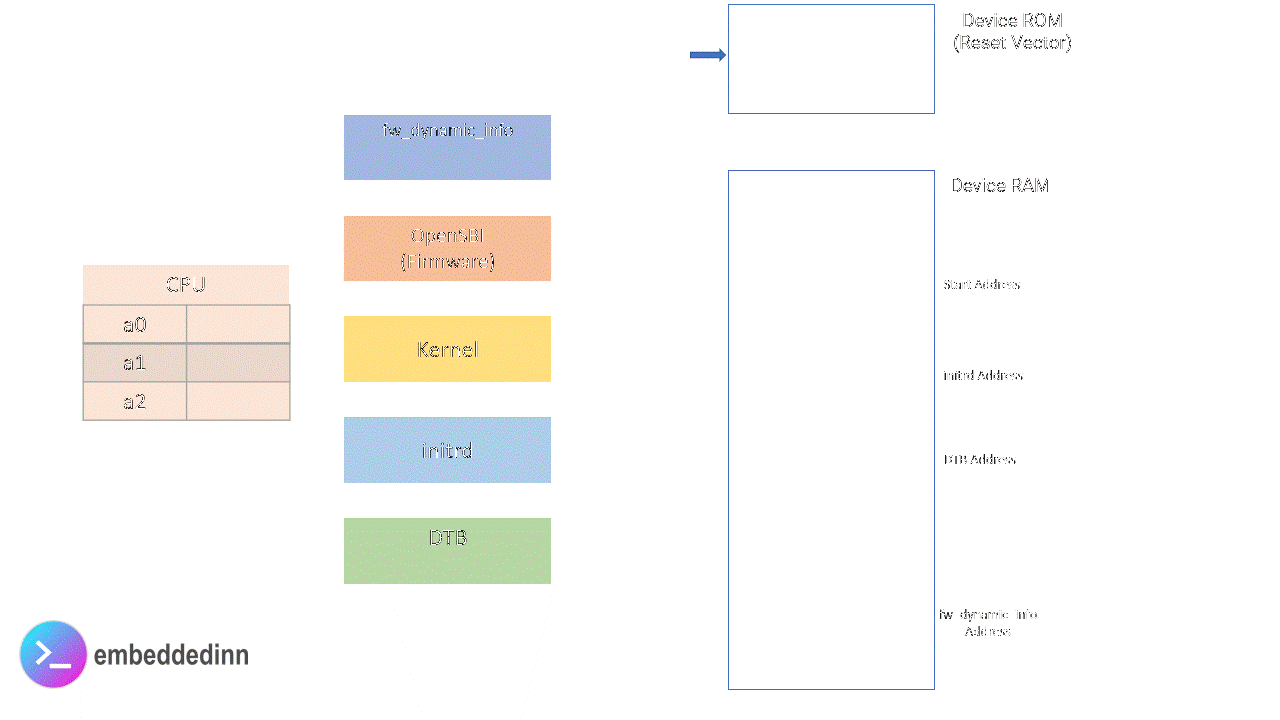 Device ROM
(Reset Vector)
fw_dynamic_info
Device RAM
OpenSBI
(Firmware)
CPU
Start Address
a0
Kernel
a1
initrd Address
a2
initrd
DTB Address
DTB
fw_dynamic_info
Address
embeddedinn